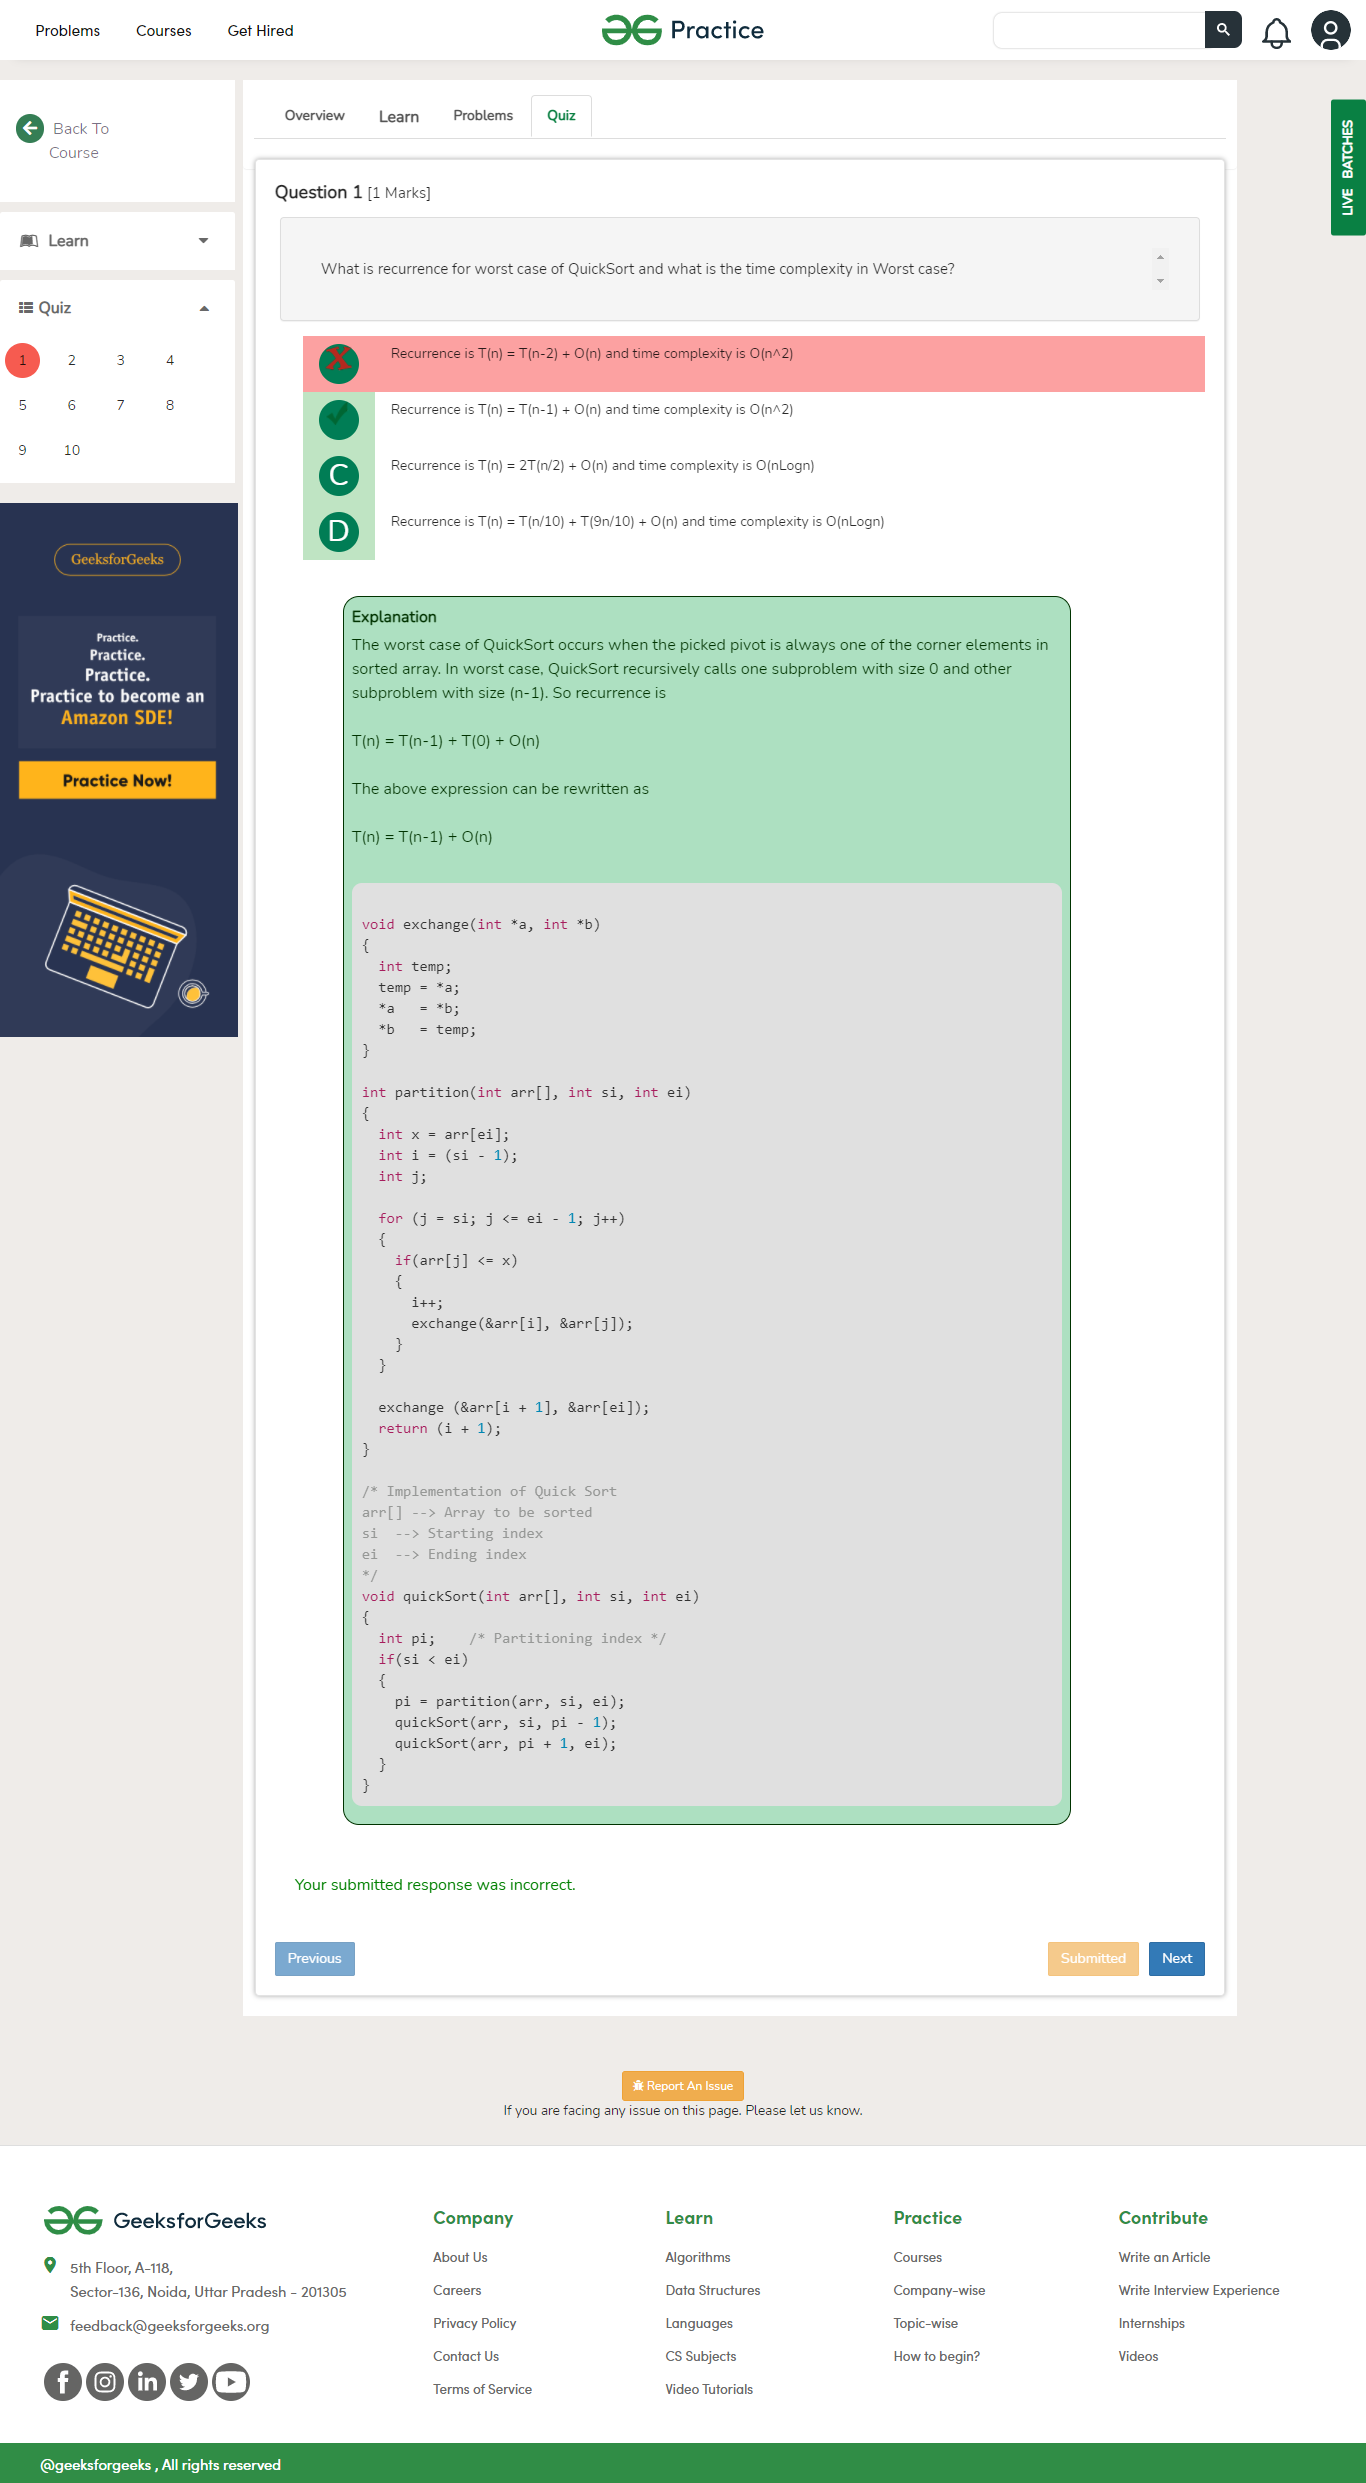 Problems
Courses
Get Hired
Practice
Back To
Course
Learn
Quiz
1 2 3 4
5 6 7 8
9 10
GeeksforGeeks
Practice.
Practice.
Practice.
Practice to become an
Amazon SDE!
Practice Now!
Overview
Learn
Problems
Quiz
LIVE BATCHES
Question 1 [1 Marks]
What is recurrence for worst case of QuickSort and what is the time complexity in Worst case?
X Recurrence is T(n) = T(n-2) + O(n) and time complexity is O(n^2)
Recurrence is T(n) = T(n-1) + O(n) and time complexity is O(n^2)
C Recurrence is T(n) = 2T(n/2) + O(n) and time complexity is O(nLogn)
D Recurrence is T(n) = T(n/10) + T(9n/10) + O(n) and time complexity is O(nLogn)
Explanation
The worst case of QuickSort occurs when the picked pivot is always one of the corner elements in
sorted array. In worst case, QuickSort recursively calls one subproblem with size 0 and other
subproblem with size (n-1). So recurrence is
T(n) = T(n-1) + T(0) + O(n)
The above expression can be rewritten as
T(n) = T(n-1) + O(n)
void exchange(int *a, int *b)
{
  int temp;
  temp = *a;
  *a   = *b;
  *b   = temp;
}
int partition(int arr[], int si, int ei)
{
  int x = arr[ei];
  int i = (si - 1);
  int j;
  for (j = si; j <= ei - 1; j++)
  {
    if(arr[j] <= x)
    {
      i++;
      exchange(&arr[i], &arr[j]);
    }
  }
  exchange (&arr[i + 1], &arr[ei]);
  return (i + 1);
}
/* Implementation of Quick Sort
arr[] --> Array to be sorted
si  --> Starting index
ei  --> Ending index
*/
void quickSort(int arr[], int si, int ei)
{
  int pi;    /* Partitioning index */
  if(si < ei)
  {
    pi = partition(arr, si, ei);
    quickSort(arr, si, pi - 1);
    quickSort(arr, pi + 1, ei);
  }
}
Your submitted response was incorrect.
Previous
Submitted
Next
Report An Issue
If you are facing any issue on this page. Please let us know.
GeeksforGeeks
5th Floor, A-118,
Sector-136, Noida, Uttar Pradesh - 201305
feedback@geeksforgeeks.org
Company
About Us
Careers
Privacy Policy
Contact Us
Terms of Service
Learn
Algorithms
Data Structures
Languages
CS Subjects
Video Tutorials
Practice
Courses
Company-wise
Topic-wise
How to begin?
Contribute
Write an Article
Write Interview Experience
Internships
Videos
@geeksforgeeks , All rights reserved